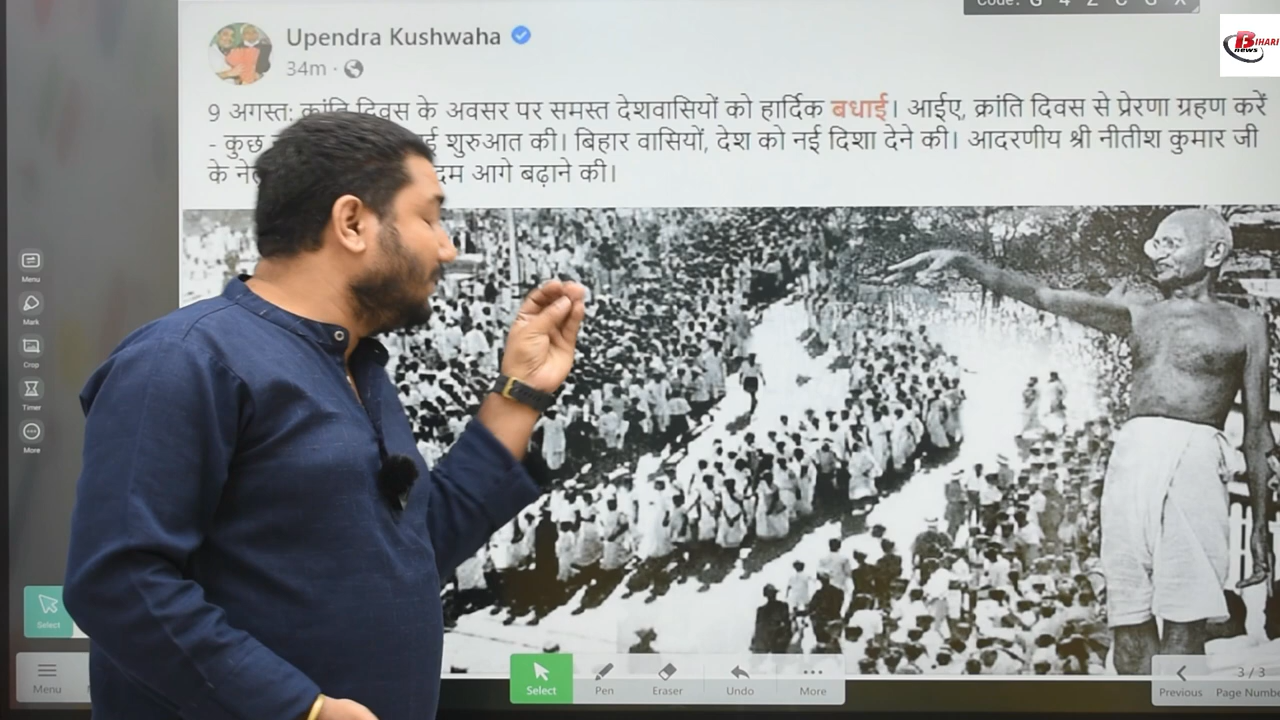 Code: G 4 Z C G X
BIHARI
news
Upendra Kushwaha
34m ·
9 अगस्त: क्रांति दिवस के अवसर पर समस्त देशवासियों को हार्दिक बधाई। आईए, क्रांति दिवस से प्रेरणा ग्रहण करें
- कुछ शुरुआत की। बिहार वासियों, देश को नई दिशा देने की। आदरणीय श्री नीतीश कुमार जी
के आगे बढ़ाने की।
Menu
Mark
Crop
Timer
More
Select
Menu
Select
Pen
Eraser
Undo
More
Previous
3 / 3
Page